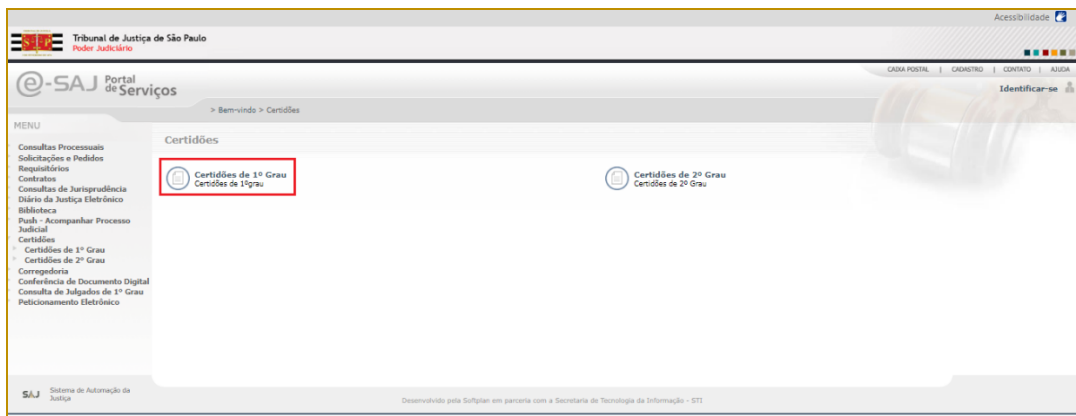 Acessibilidade
STP
Tribunal de Justiça de São Paulo
Poder Judiciário
CAIXA POSTAL | CADASTRO | CONTATO | AJUDA
e-SAJ Portal de Serviços
Identificar-se
> Bem-vindo > Certidões
MENU
Certidões
Consultas Processuais
Solicitações e Pedidos
Requisitórios
Contratos
Consultas de Jurisprudência
Diário da Justiça Eletrônico
Biblioteca
Push - Acompanhar Processo
Judicial
Certidões
Certidões de 1º Grau
Certidões de 2º Grau
Corregedoria
Conferência de Documento Digital
Consulta de Julgados de 1º Grau
Peticionamento Eletrônico
Certidões de 1º Grau
Certidões de 1ºgrau
Certidões de 2º Grau
Certidões de 2º Grau
SAJ Sistema de Automação da
Justiça
Desenvolvido pela Softplan em parceria com a Secretaria de Tecnologia da Informação - STI